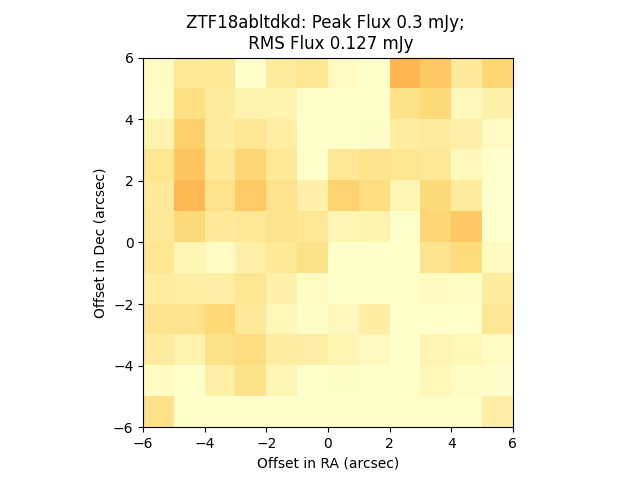 ZTF18abltdkd: Peak Flux 0.3 mJy;
RMS Flux 0.127 mJy
6
4
2
0
−2
−4
−6
Offset in Dec (arcsec)
−6 −4 −2 0 2 4 6
Offset in RA (arcsec)